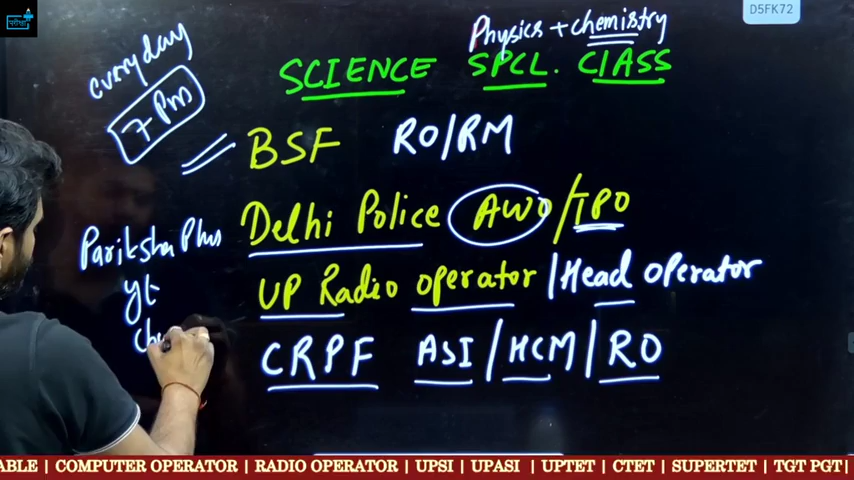 परीक्षा
D5FK72
Physics + chemistry
SCIENCE SPCL. ClASS
everyday
7 Pm
BSF RO/RM
Delhi Police AWO/TPO
Pariksha Plus
yt
UP Radio operator | Head operator
CRPF ASI / HCM / RO
ABLE | COMPUTER OPERATOR | RADIO OPERATOR | UPSI | UPASI | UPTET | CTET | SUPERTET | TGT PGT |